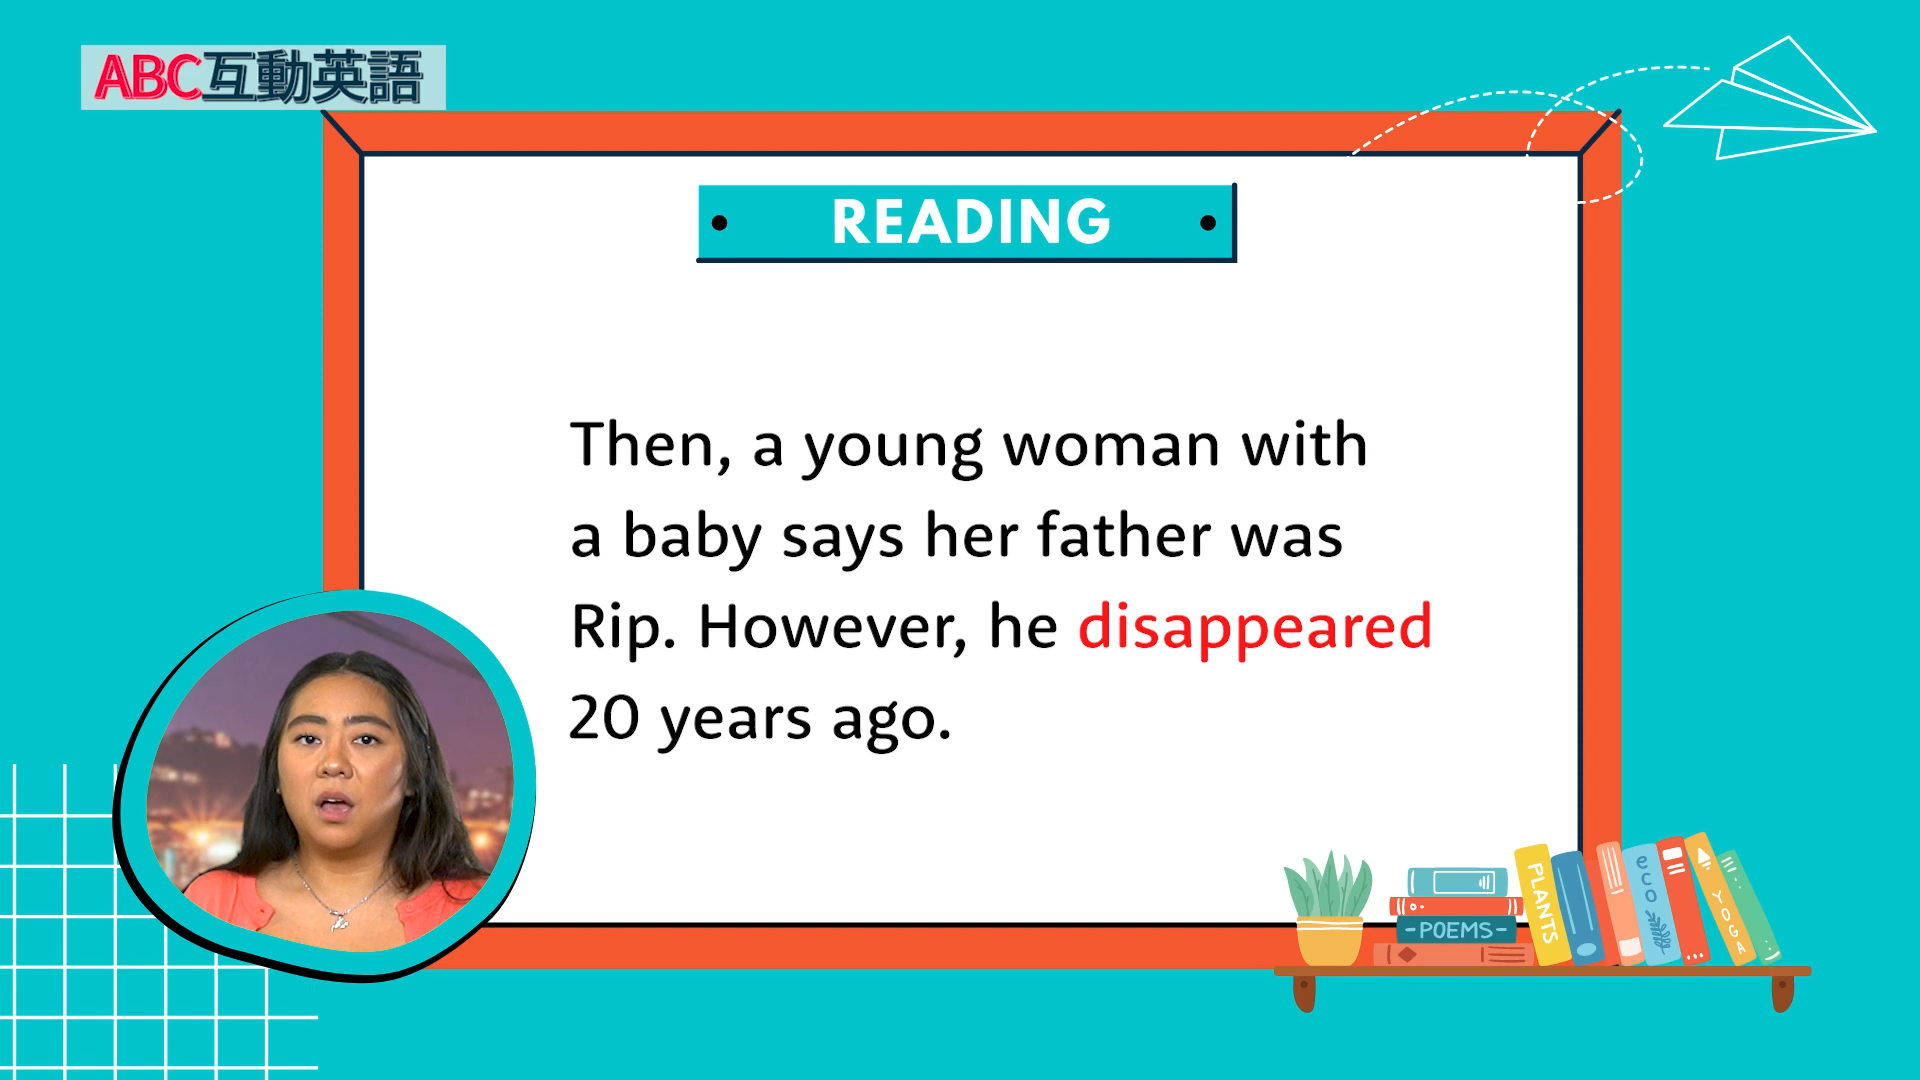 ABC互動英語
READING
Then, a young woman with
a baby says her father was
Rip. However, he disappeared
20 years ago.
POEMS
PLANTS
eco
YOGA